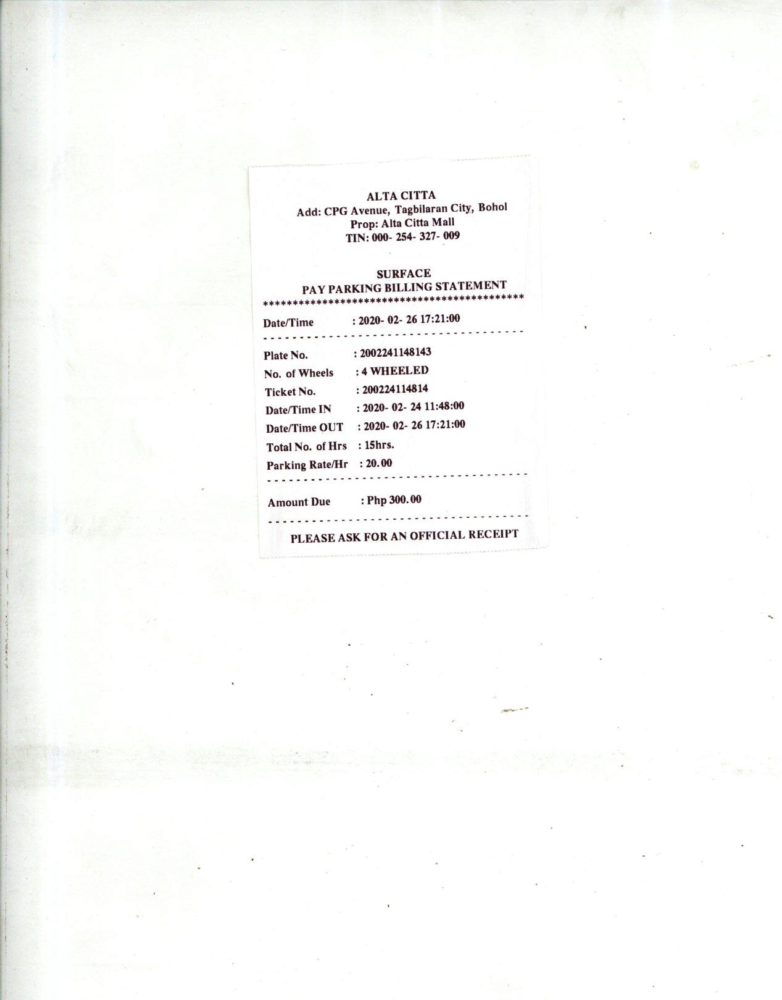 ALTA CITTA
Add: CPG Avenue, Tagbilaran City, Bohol
Prop: Alta Citta Mall
TIN: 000- 254- 327- 009
SURFACE
PAY PARKING BILLING STATEMENT
********************************************
Date/Time : 2020- 02- 26 17:21:00
- - - - - - - - - - - - - - - - - - - - - - - - - - - - - - - - - - - -
Plate No. : 2002241148143
No. of Wheels : 4 WHEELED
Ticket No. : 200224114814
Date/Time IN : 2020- 02- 24 11:48:00
Date/Time OUT : 2020- 02- 26 17:21:00
Total No. of Hrs : 15hrs.
Parking Rate/Hr : 20.00
- - - - - - - - - - - - - - - - - - - - - - - - - - - - - - - - - - - -
Amount Due : Php 300.00
- - - - - - - - - - - - - - - - - - - - - - - - - - - - - - - - - - - -
PLEASE ASK FOR AN OFFICIAL RECEIPT